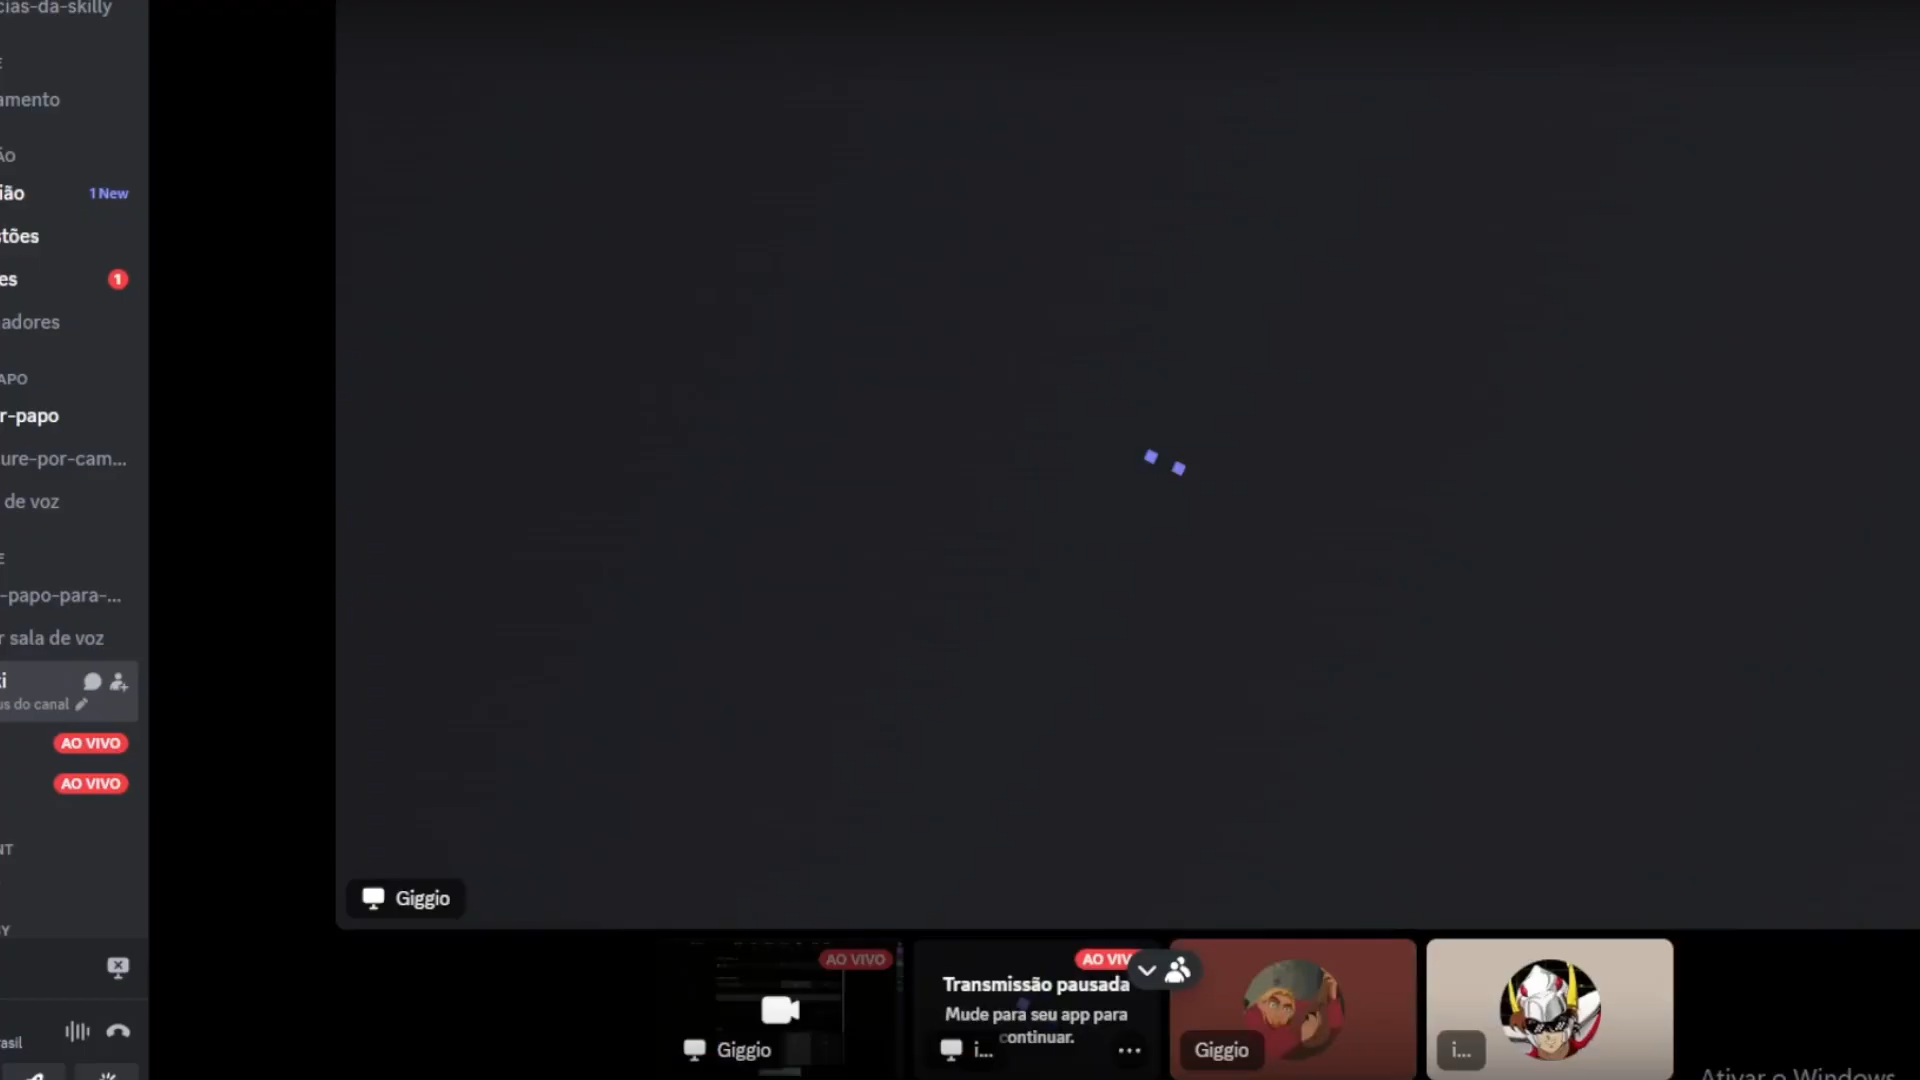 cias-da-skilly
E
amento
ÃO
ião
1 New
stões
es
1
adores
APO
r-papo
ure-por-cam...
de voz
E
-papo-para-...
r sala de voz
i
us do canal
AO VIVO
AO VIVO
NT
Y
asil
Giggio
AO VIVO
Giggio
AO VIV
Transmissão pausada
Mude para seu app para
continuar.
i...
Giggio
i...
Ativar o Windows